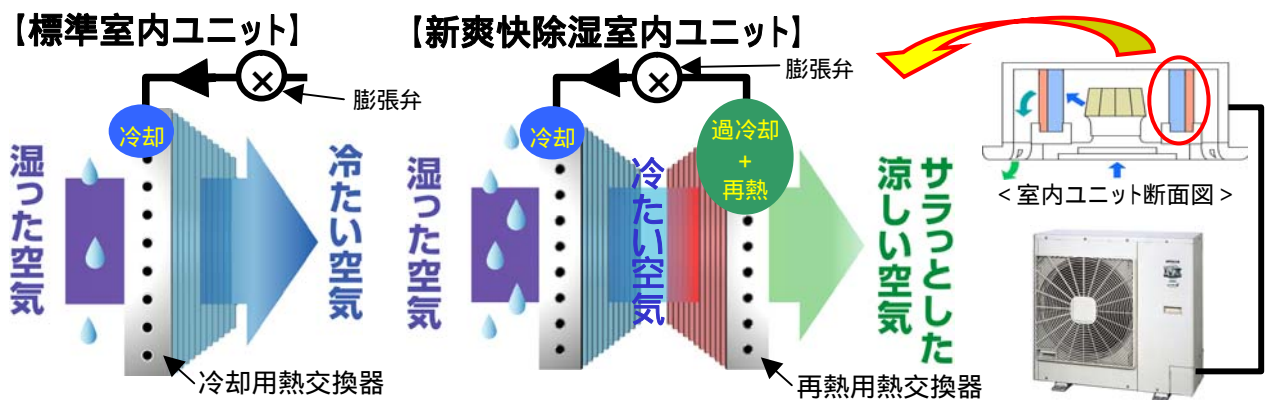 【標準室内ユニット】
膨張弁
冷却
湿った空気
冷たい空気
冷却用熱交換器
【新爽快除湿室内ユニット】
膨張弁
冷却
過冷却
+
再熱
湿った空気
冷たい空気
サラっとした
涼しい空気
再熱用熱交換器
<室内ユニット断面図>